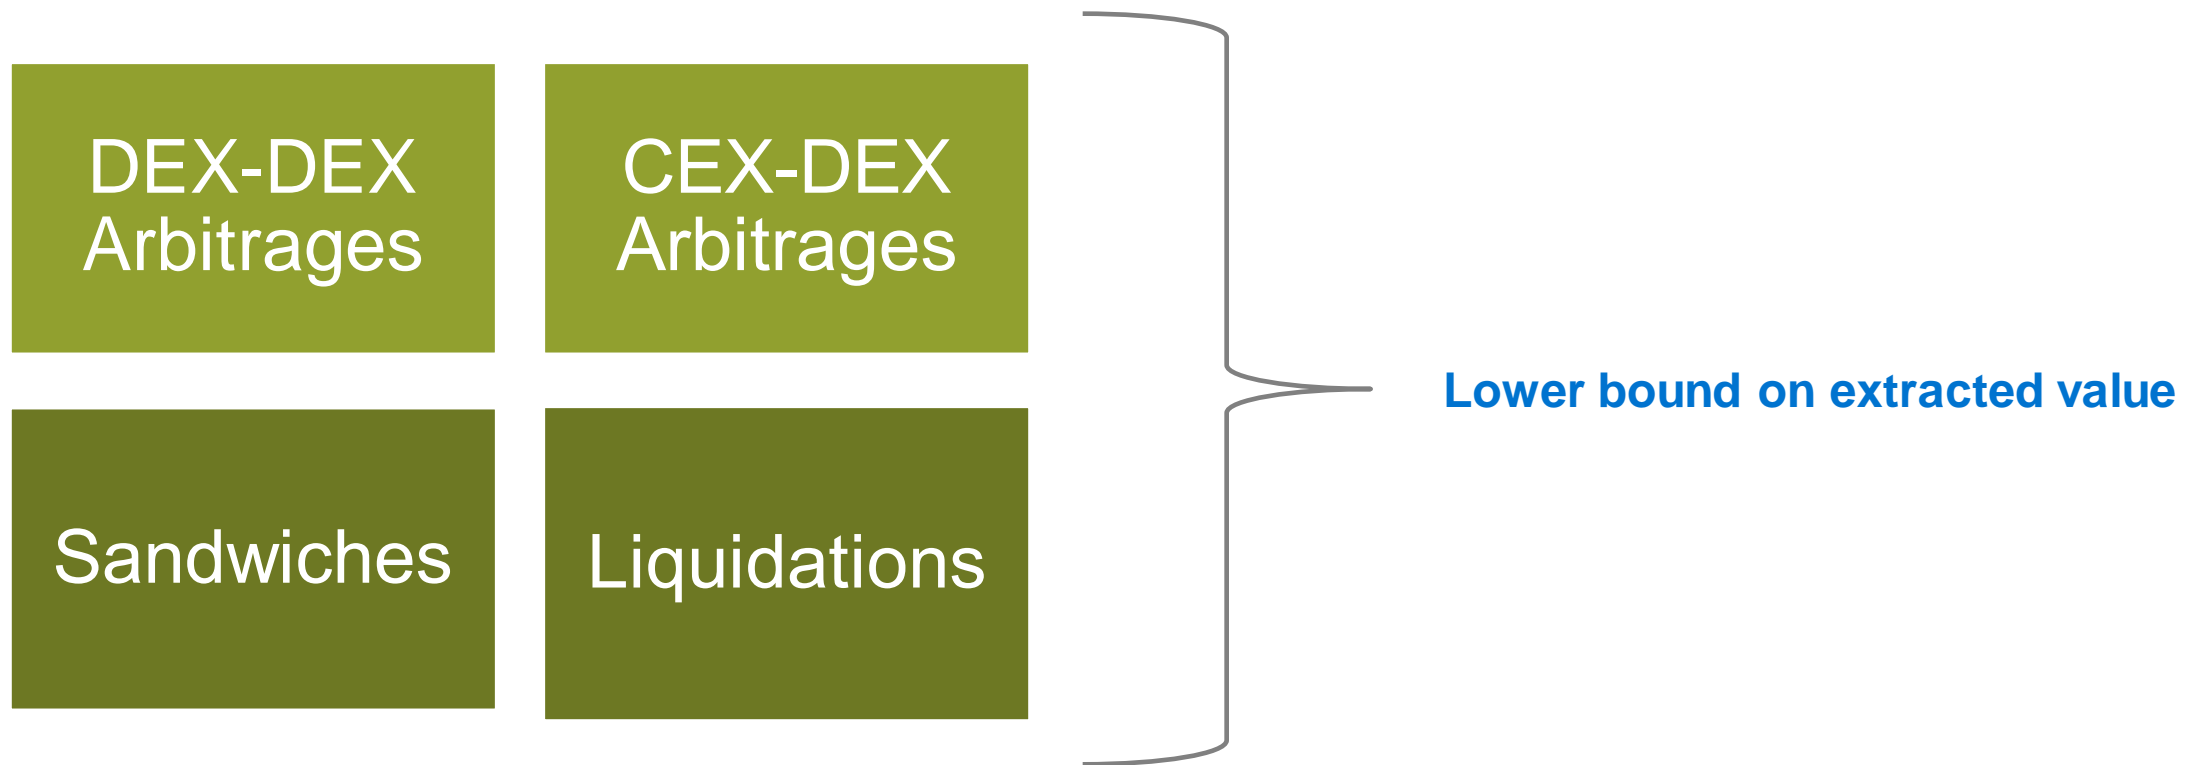 DEX-DEX
Arbitrages
CEX-DEX
Arbitrages
Sandwiches
Liquidations
Lower bound on extracted value